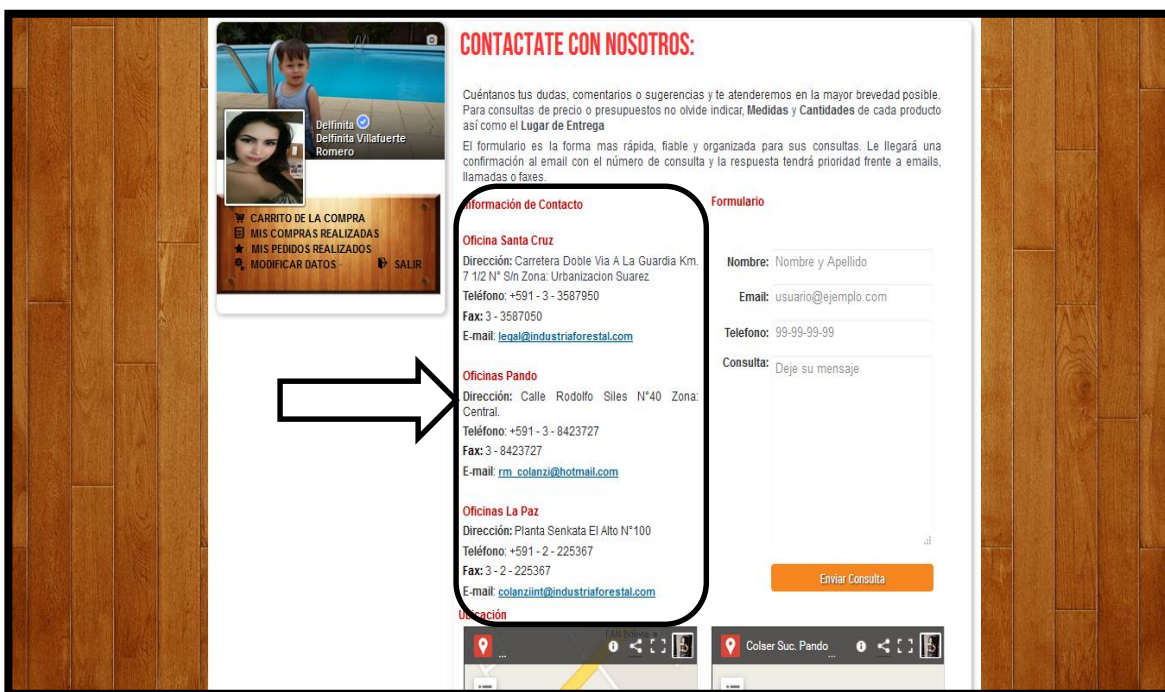 CONTACTATE CON NOSOTROS:
Cuéntanos tus dudas, comentarios o sugerencias y te atenderemos en la mayor brevedad posible.
Para consultas de precio o presupuestos no olvide indicar, Medidas y Cantidades de cada producto
así como el Lugar de Entrega
El formulario es la forma mas rápida, fiable y organizada para sus consultas. Le llegará una
confirmación al email con el número de consulta y la respuesta tendrá prioridad frente a emails,
llamadas o faxes.
Delfinita
Delfinita Villafuerte
Romero
CARRITO DE LA COMPRA
MIS COMPRAS REALIZADAS
MIS PEDIDOS REALIZADOS
MODIFICAR DATOS
SALIR
Información de Contacto
Oficina Santa Cruz
Dirección: Carretera Doble Via A La Guardia Km.
7 1/2 N° S/n Zona: Urbanizacion Suarez
Teléfono: +591 - 3 - 3587950
Fax: 3 - 3587050
E-mail: legal@industriaforestal.com
Oficinas Pando
Dirección: Calle Rodolfo Siles N°40 Zona:
Central.
Teléfono: +591 - 3 - 8423727
Fax: 3 - 8423727
E-mail: rm_colanzi@hotmail.com
Oficinas La Paz
Dirección: Planta Senkata El Alto N°100
Teléfono: +591 - 2 - 225367
Fax: 3 - 2 - 225367
E-mail: colanziint@industriaforestal.com
Ubicación
Formulario
Nombre: Nombre y Apellido
Email: usuario@ejemplo.com
Telefono: 99-99-99-99
Consulta: Deje su mensaje
Enviar Consulta
...
FAN Bolivia
Colser Suc. Pando ...